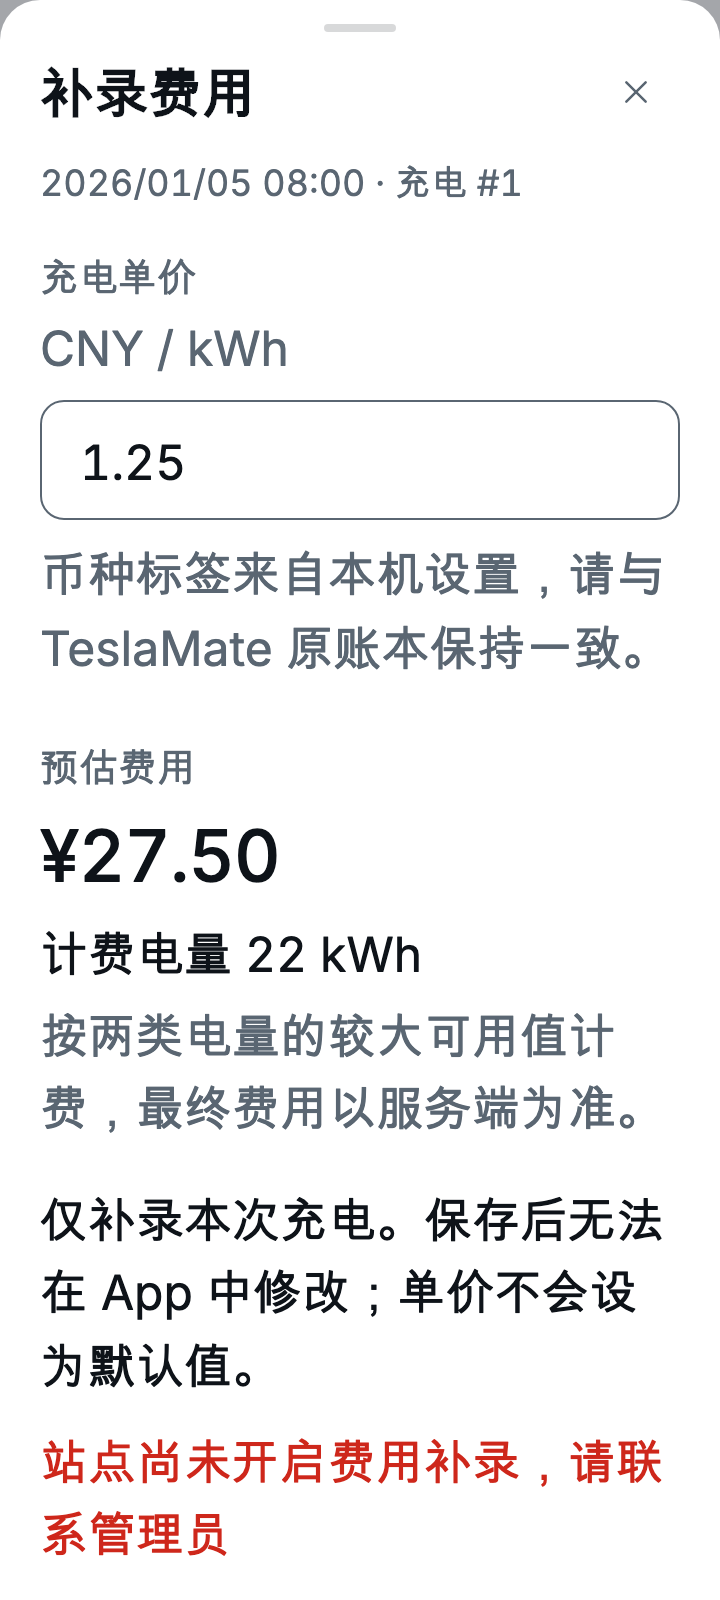 补录费用
2026/01/05 08:00 · 充电 #1
充电单价
CNY / kWh
1.25
币种标签来自本机设置，请与
TeslaMate 原账本保持一致。
预估费用
¥27.50
计费电量 22 kWh
按两类电量的较大可用值计
费，最终费用以服务端为准。
仅补录本次充电。保存后无法
在 App 中修改；单价不会设
为默认值。
站点尚未开启费用补录，请联
系管理员